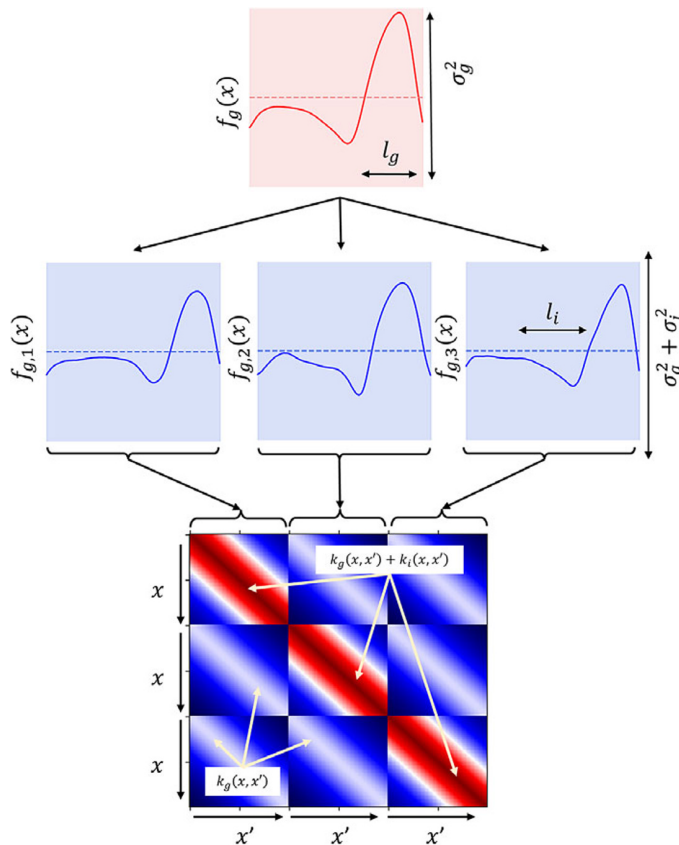 f_g(x)
σ_g^2
l_g
f_{g,1}(x)
f_{g,2}(x)
f_{g,3}(x)
l_i
σ_g^2 + σ_i^2
k_g(x, x′) + k_i(x, x′)
x
x
x
k_g(x, x′)
x′ x′ x′